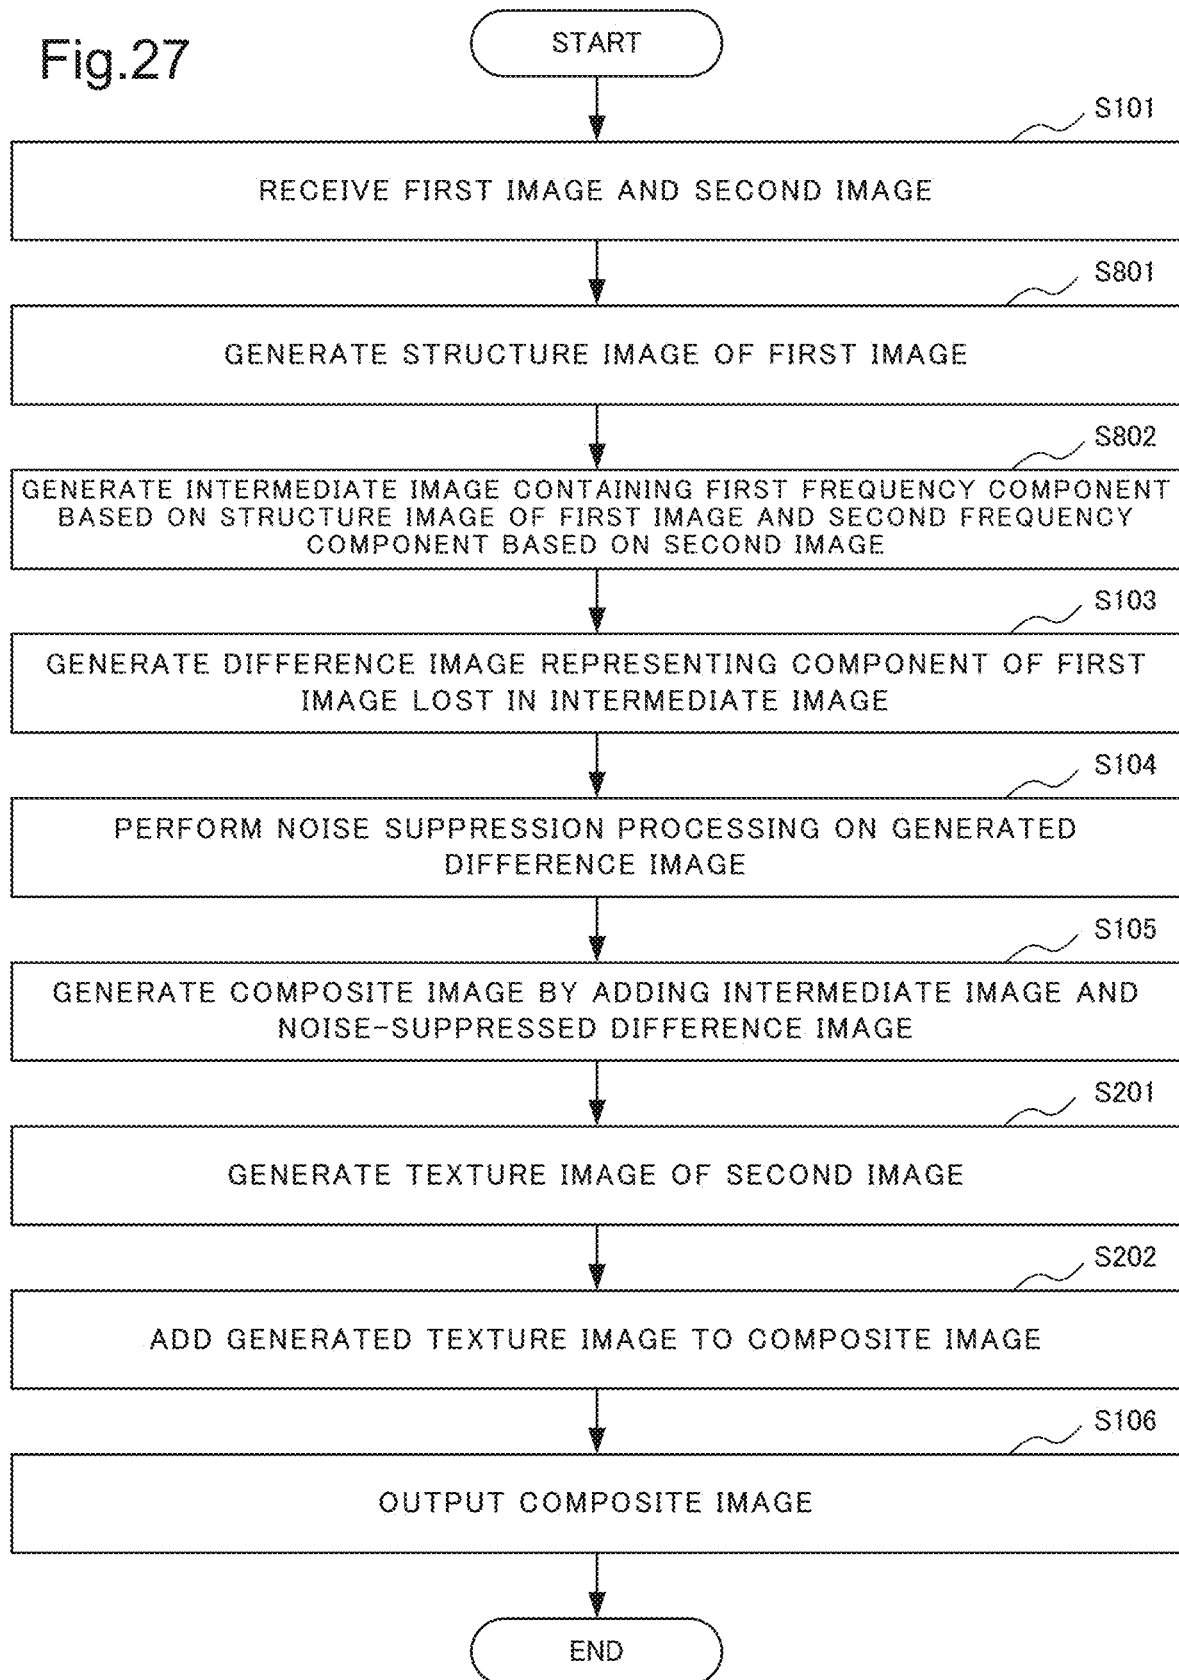 Fig.27
START
S101
RECEIVE FIRST IMAGE AND SECOND IMAGE
S801
GENERATE STRUCTURE IMAGE OF FIRST IMAGE
S802
GENERATE INTERMEDIATE IMAGE CONTAINING FIRST FREQUENCY COMPONENT
BASED ON STRUCTURE IMAGE OF FIRST IMAGE AND SECOND FREQUENCY
COMPONENT BASED ON SECOND IMAGE
S103
GENERATE DIFFERENCE IMAGE REPRESENTING COMPONENT OF FIRST
IMAGE LOST IN INTERMEDIATE IMAGE
S104
PERFORM NOISE SUPPRESSION PROCESSING ON GENERATED
DIFFERENCE IMAGE
S105
GENERATE COMPOSITE IMAGE BY ADDING INTERMEDIATE IMAGE AND
NOISE-SUPPRESSED DIFFERENCE IMAGE
S201
GENERATE TEXTURE IMAGE OF SECOND IMAGE
S202
ADD GENERATED TEXTURE IMAGE TO COMPOSITE IMAGE
S106
OUTPUT COMPOSITE IMAGE
END